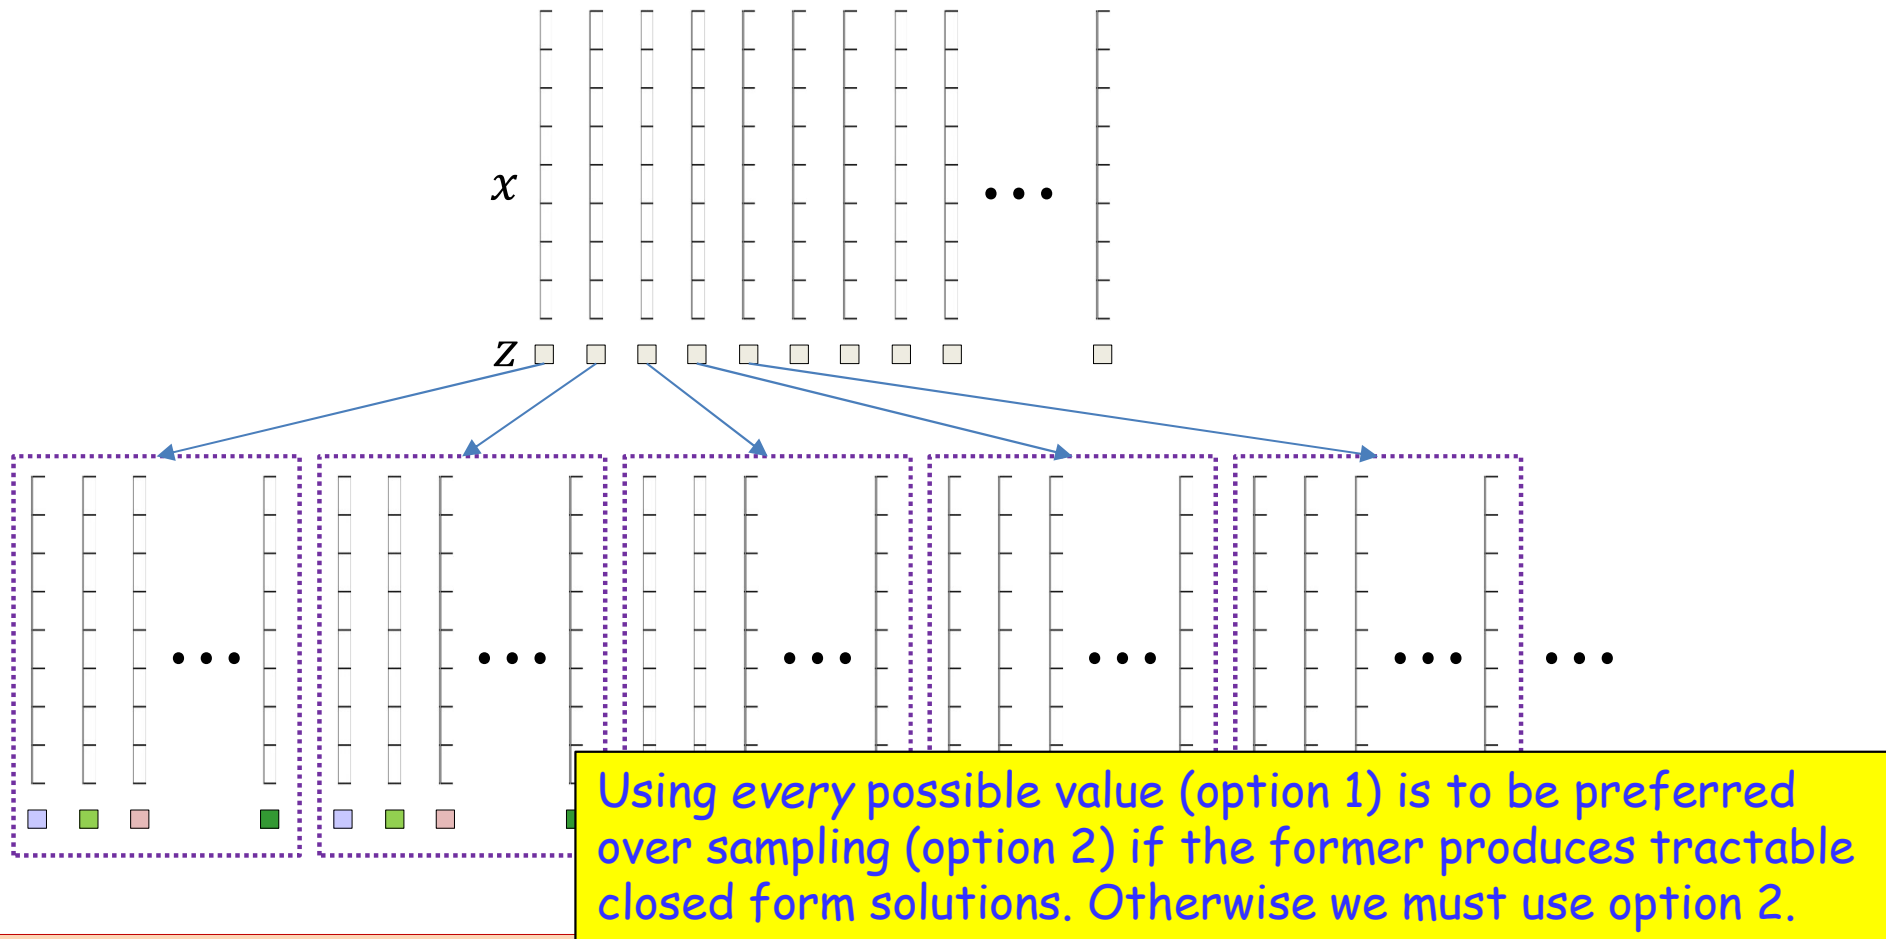 x
z
Using every possible value (option 1) is to be preferred
over sampling (option 2) if the former produces tractable
closed form solutions. Otherwise we must use option 2.